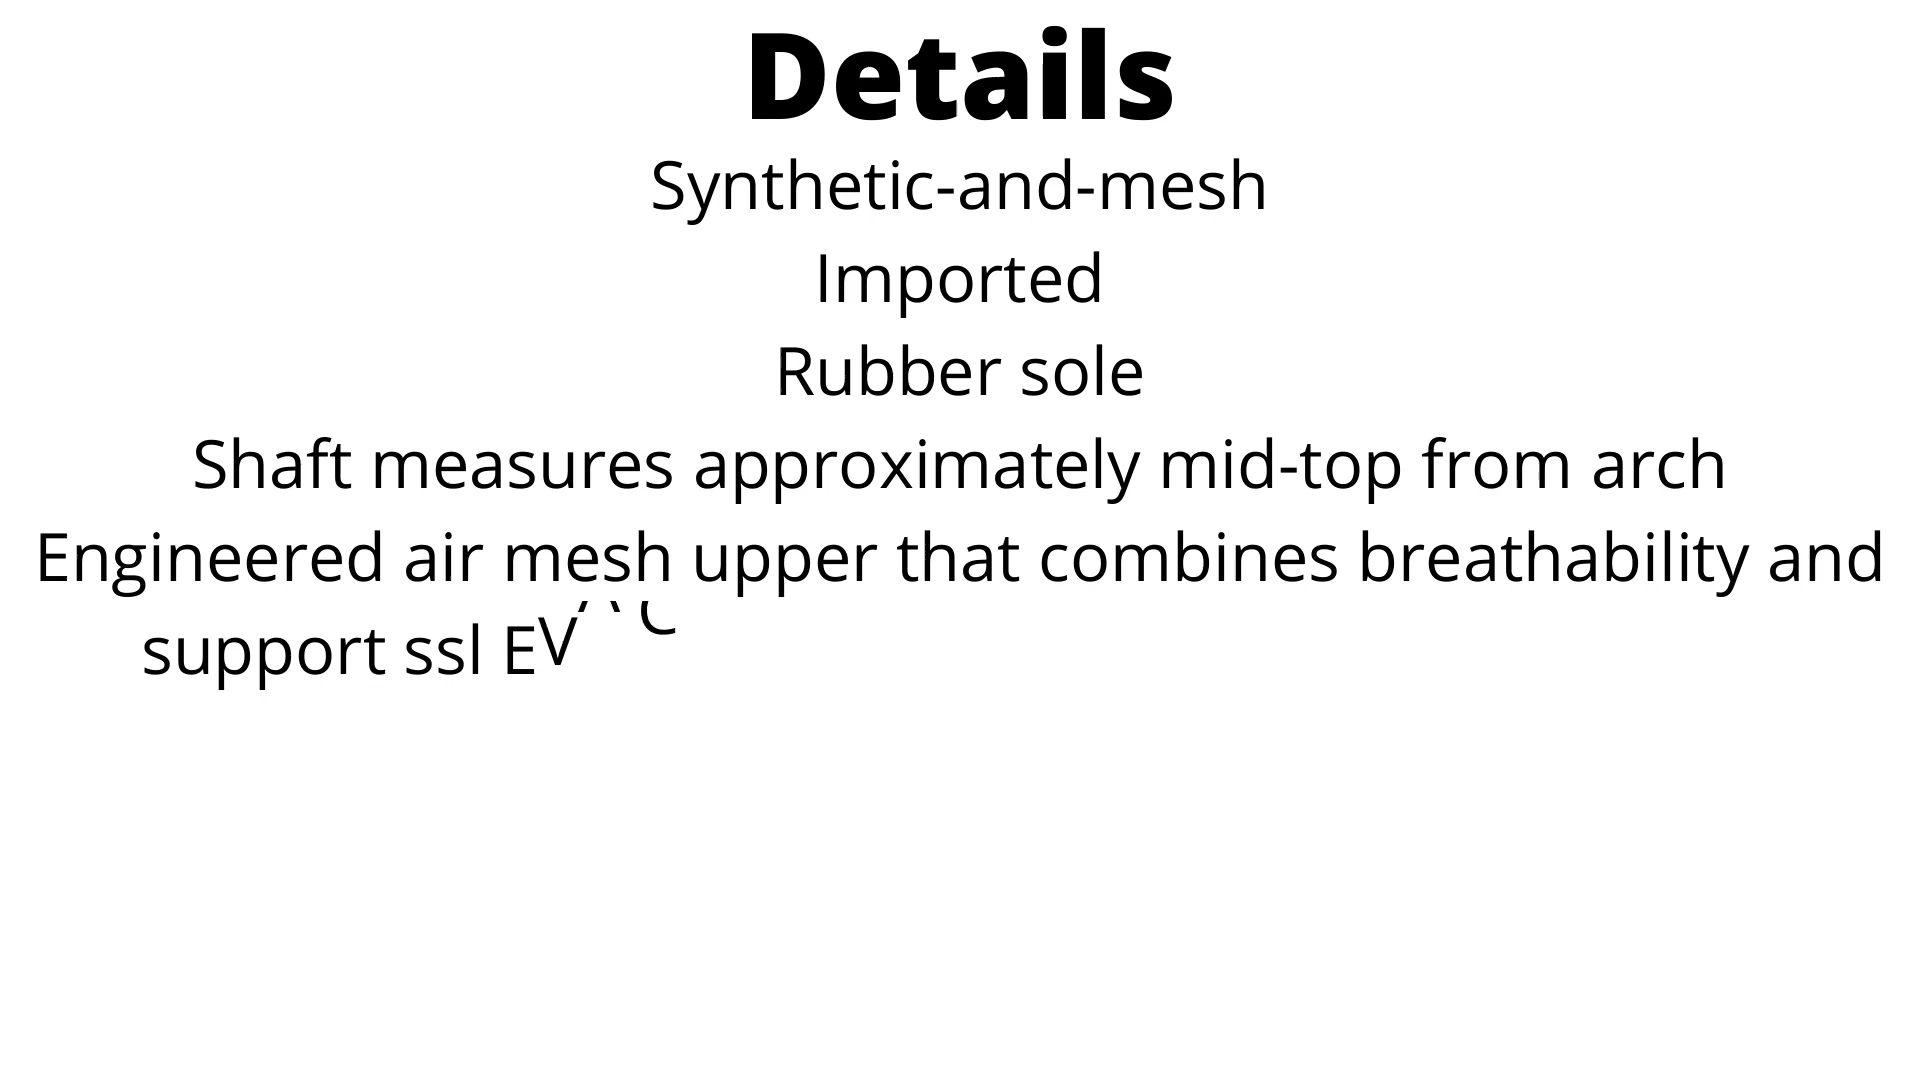 Details
Synthetic-and-mesh
Imported
Rubber sole
Shaft measures approximately mid-top from arch
Engineered air mesh upper that combines breathability and
support ssl EVA